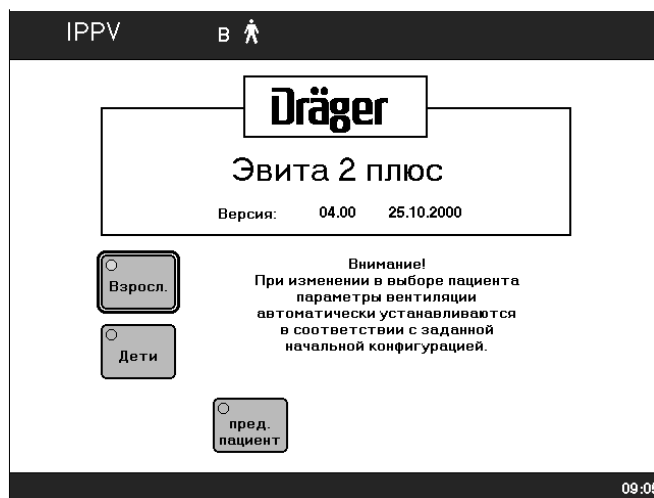 IPPV В
Dräger
Эвита 2 плюс
Версия: 04.00 25.10.2000
Взросл.
Дети
Внимание!
При изменении в выборе пациента
параметры вентиляции
автоматически устанавливаются
в соответствии с заданной
начальной конфигурацией.
пред.
пациент